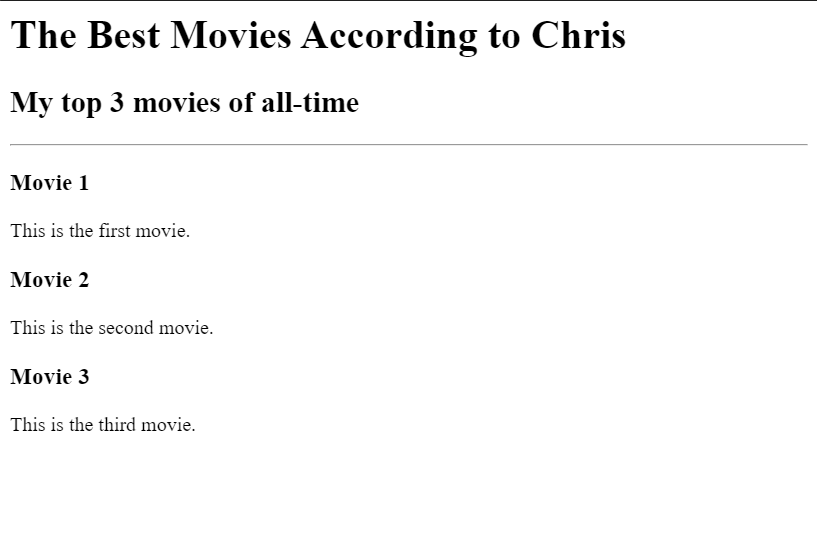 The Best Movies According to Chris
My top 3 movies of all-time
Movie 1
This is the first movie.
Movie 2
This is the second movie.
Movie 3
This is the third movie.